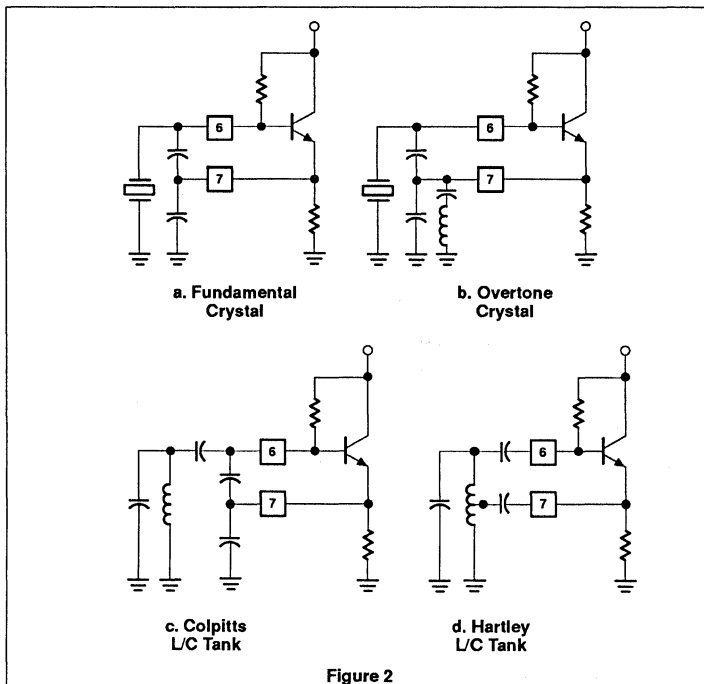 6
7
a. Fundamental
Crystal
6
7
b. Overtone
Crystal
6
7
c. Colpitts
L/C Tank
6
7
d. Hartley
L/C Tank
Figure 2